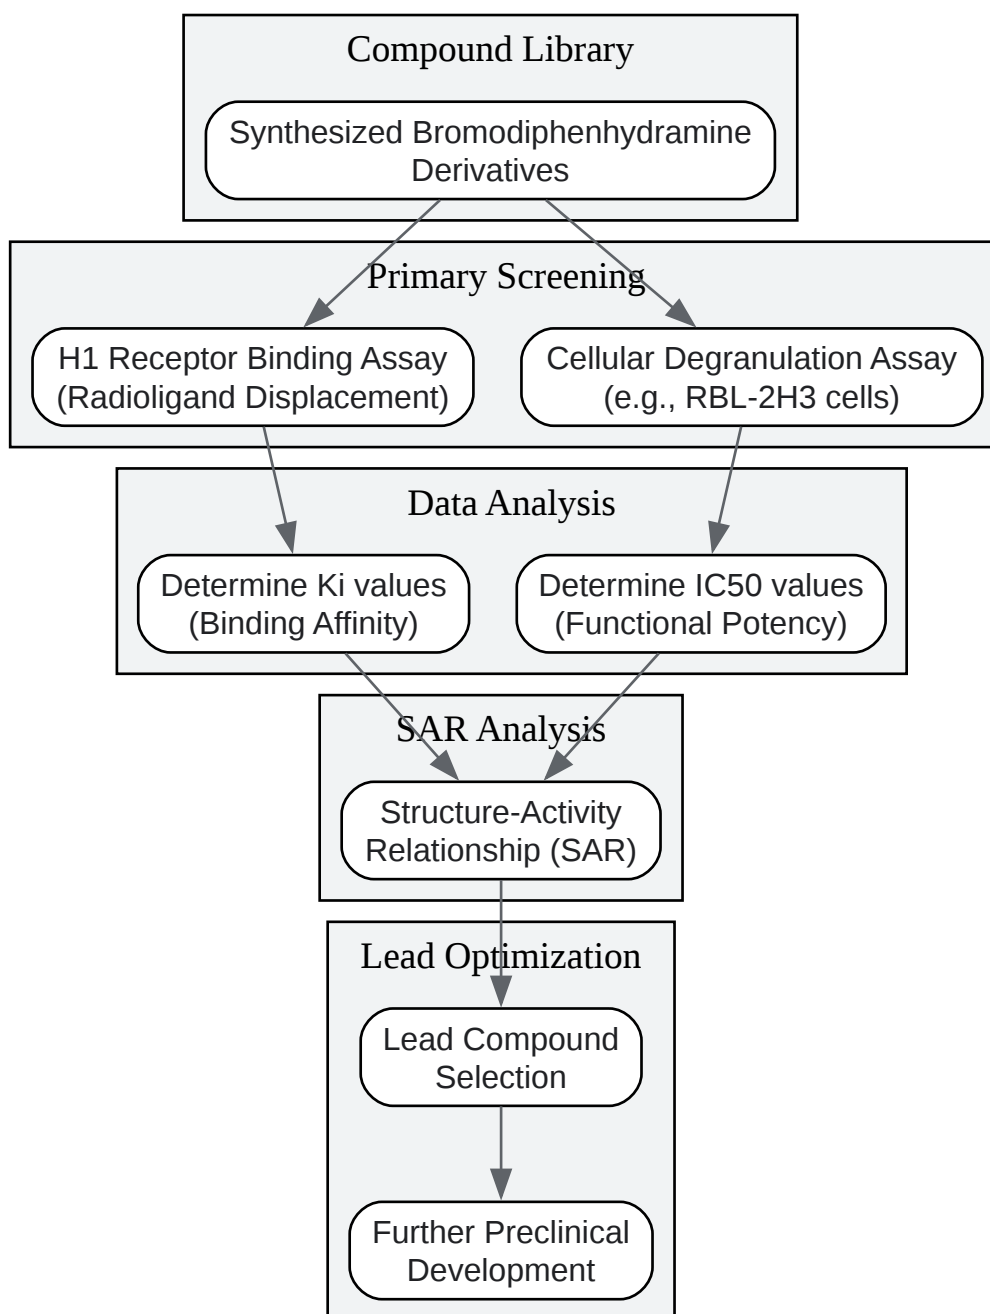 Compound Library
Synthesized Bromodiphenhydramine
Derivatives
Primary Screening
H1 Receptor Binding Assay
(Radioligand Displacement)
Cellular Degranulation Assay
(e.g., RBL-2H3 cells)
Data Analysis
Determine Ki values
(Binding Affinity)
Determine IC50 values
(Functional Potency)
SAR Analysis
Structure-Activity
Relationship (SAR)
Lead Optimization
Lead Compound
Selection
Further Preclinical
Development